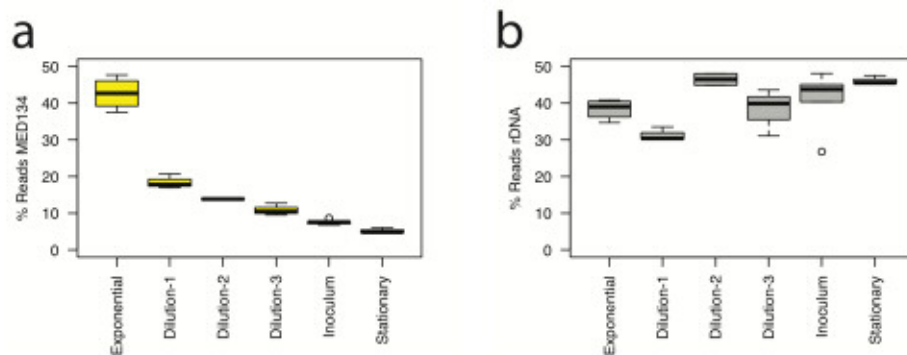 a
b
% Reads MED134
50
40
30
20
10
0
Exponential
Dilution-1
Dilution-2
Dilution-3
Inoculum
Stationary
% Reads rDNA
50
40
30
20
10
0
Exponential
Dilution-1
Dilution-2
Dilution-3
Inoculum
Stationary